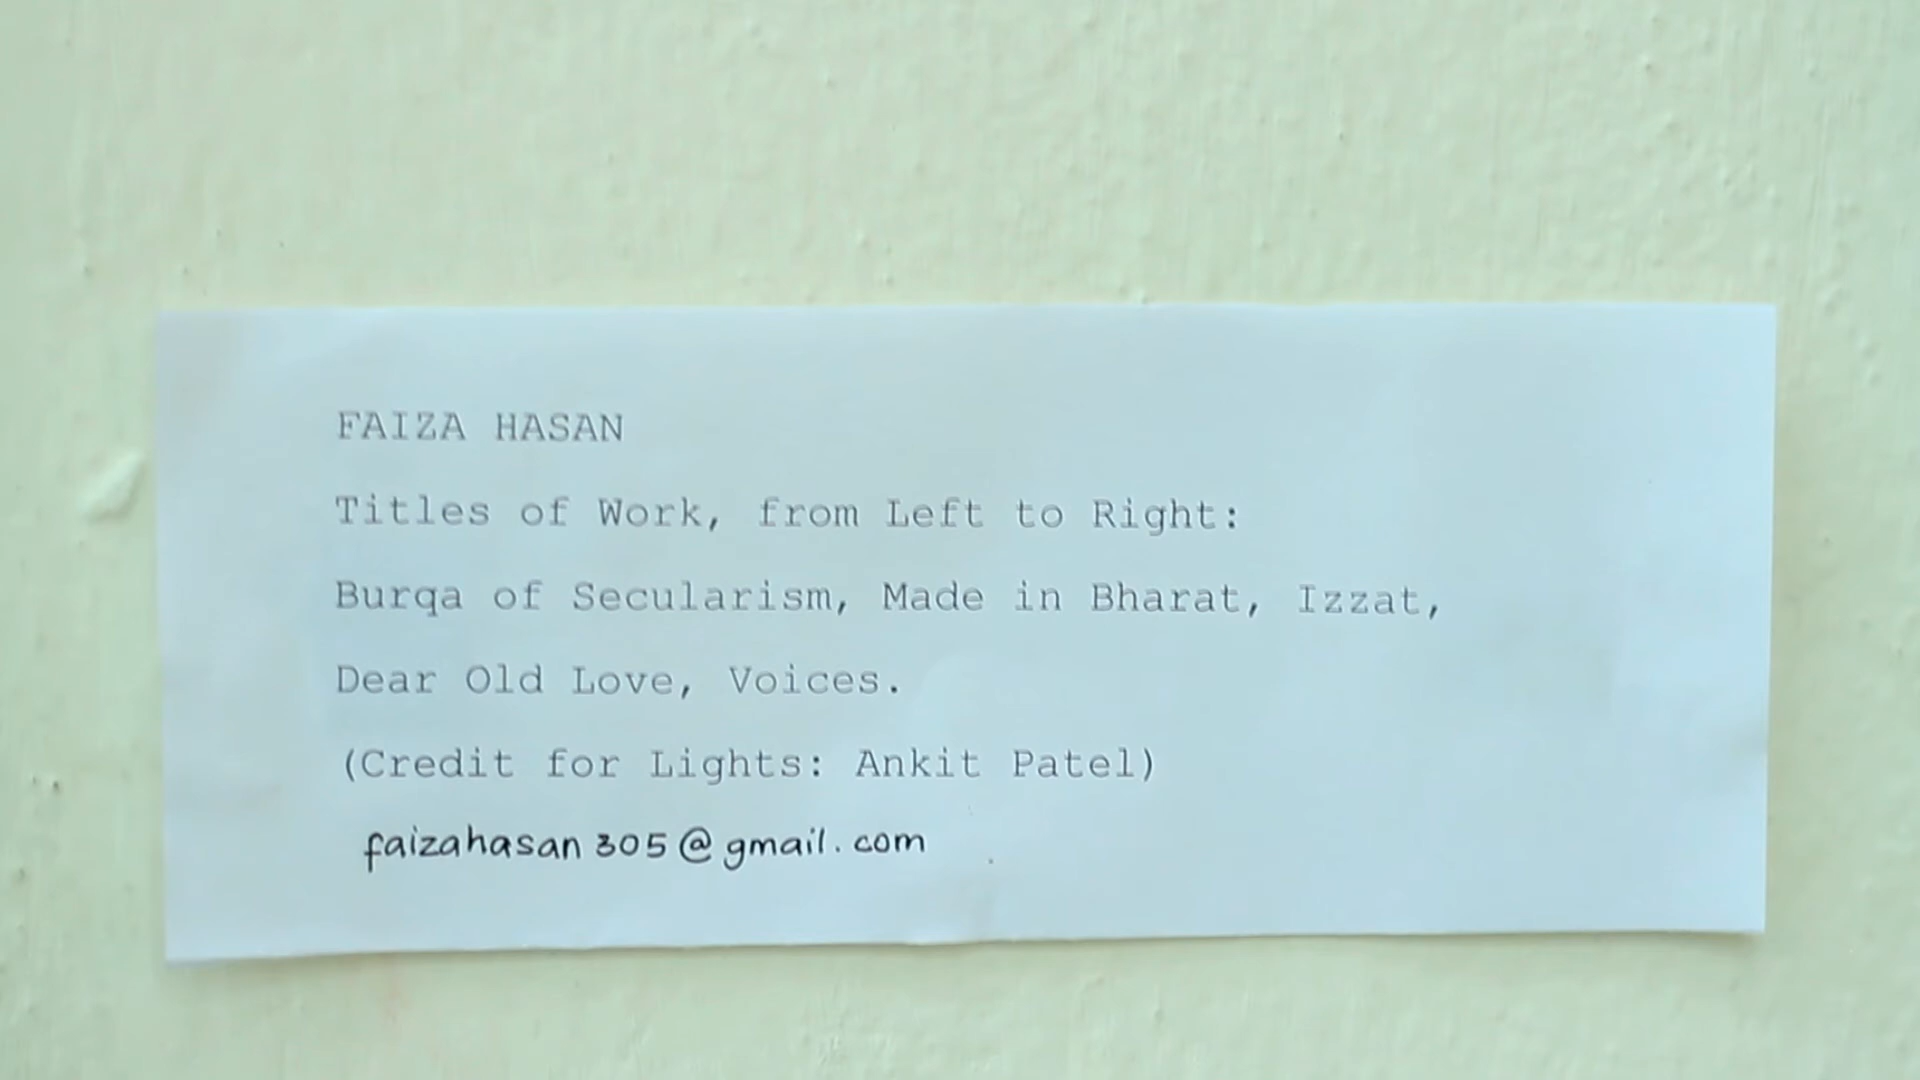 FAIZA HASAN
Titles of Work, from Left to Right:
Burqa of Secularism, Made in Bharat, Izzat,
Dear Old Love, Voices.
(Credit for Lights: Ankit Patel)
faizahasan305@gmail.com